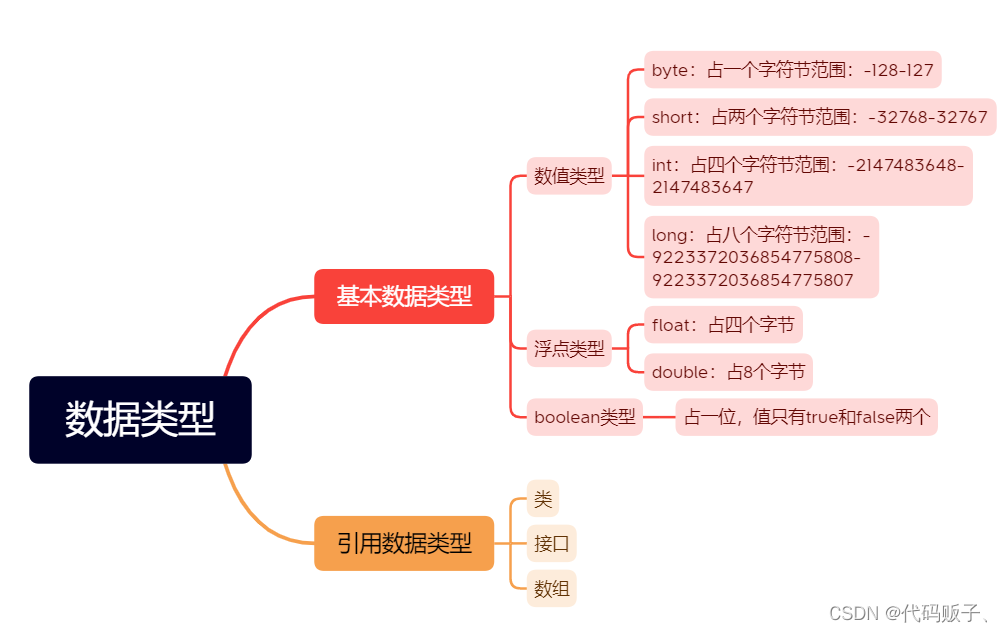 数据类型
基本数据类型
数值类型
byte：占一个字符节范围：-128-127
short：占两个字符节范围：-32768-32767
int：占四个字符节范围：-2147483648-
2147483647
long：占八个字符节范围：-
9223372036854775808-
9223372036854775807
浮点类型
float：占四个字节
double：占8个字节
boolean类型
占一位，值只有true和false两个
引用数据类型
类
接口
数组
CSDN @代码贩子、